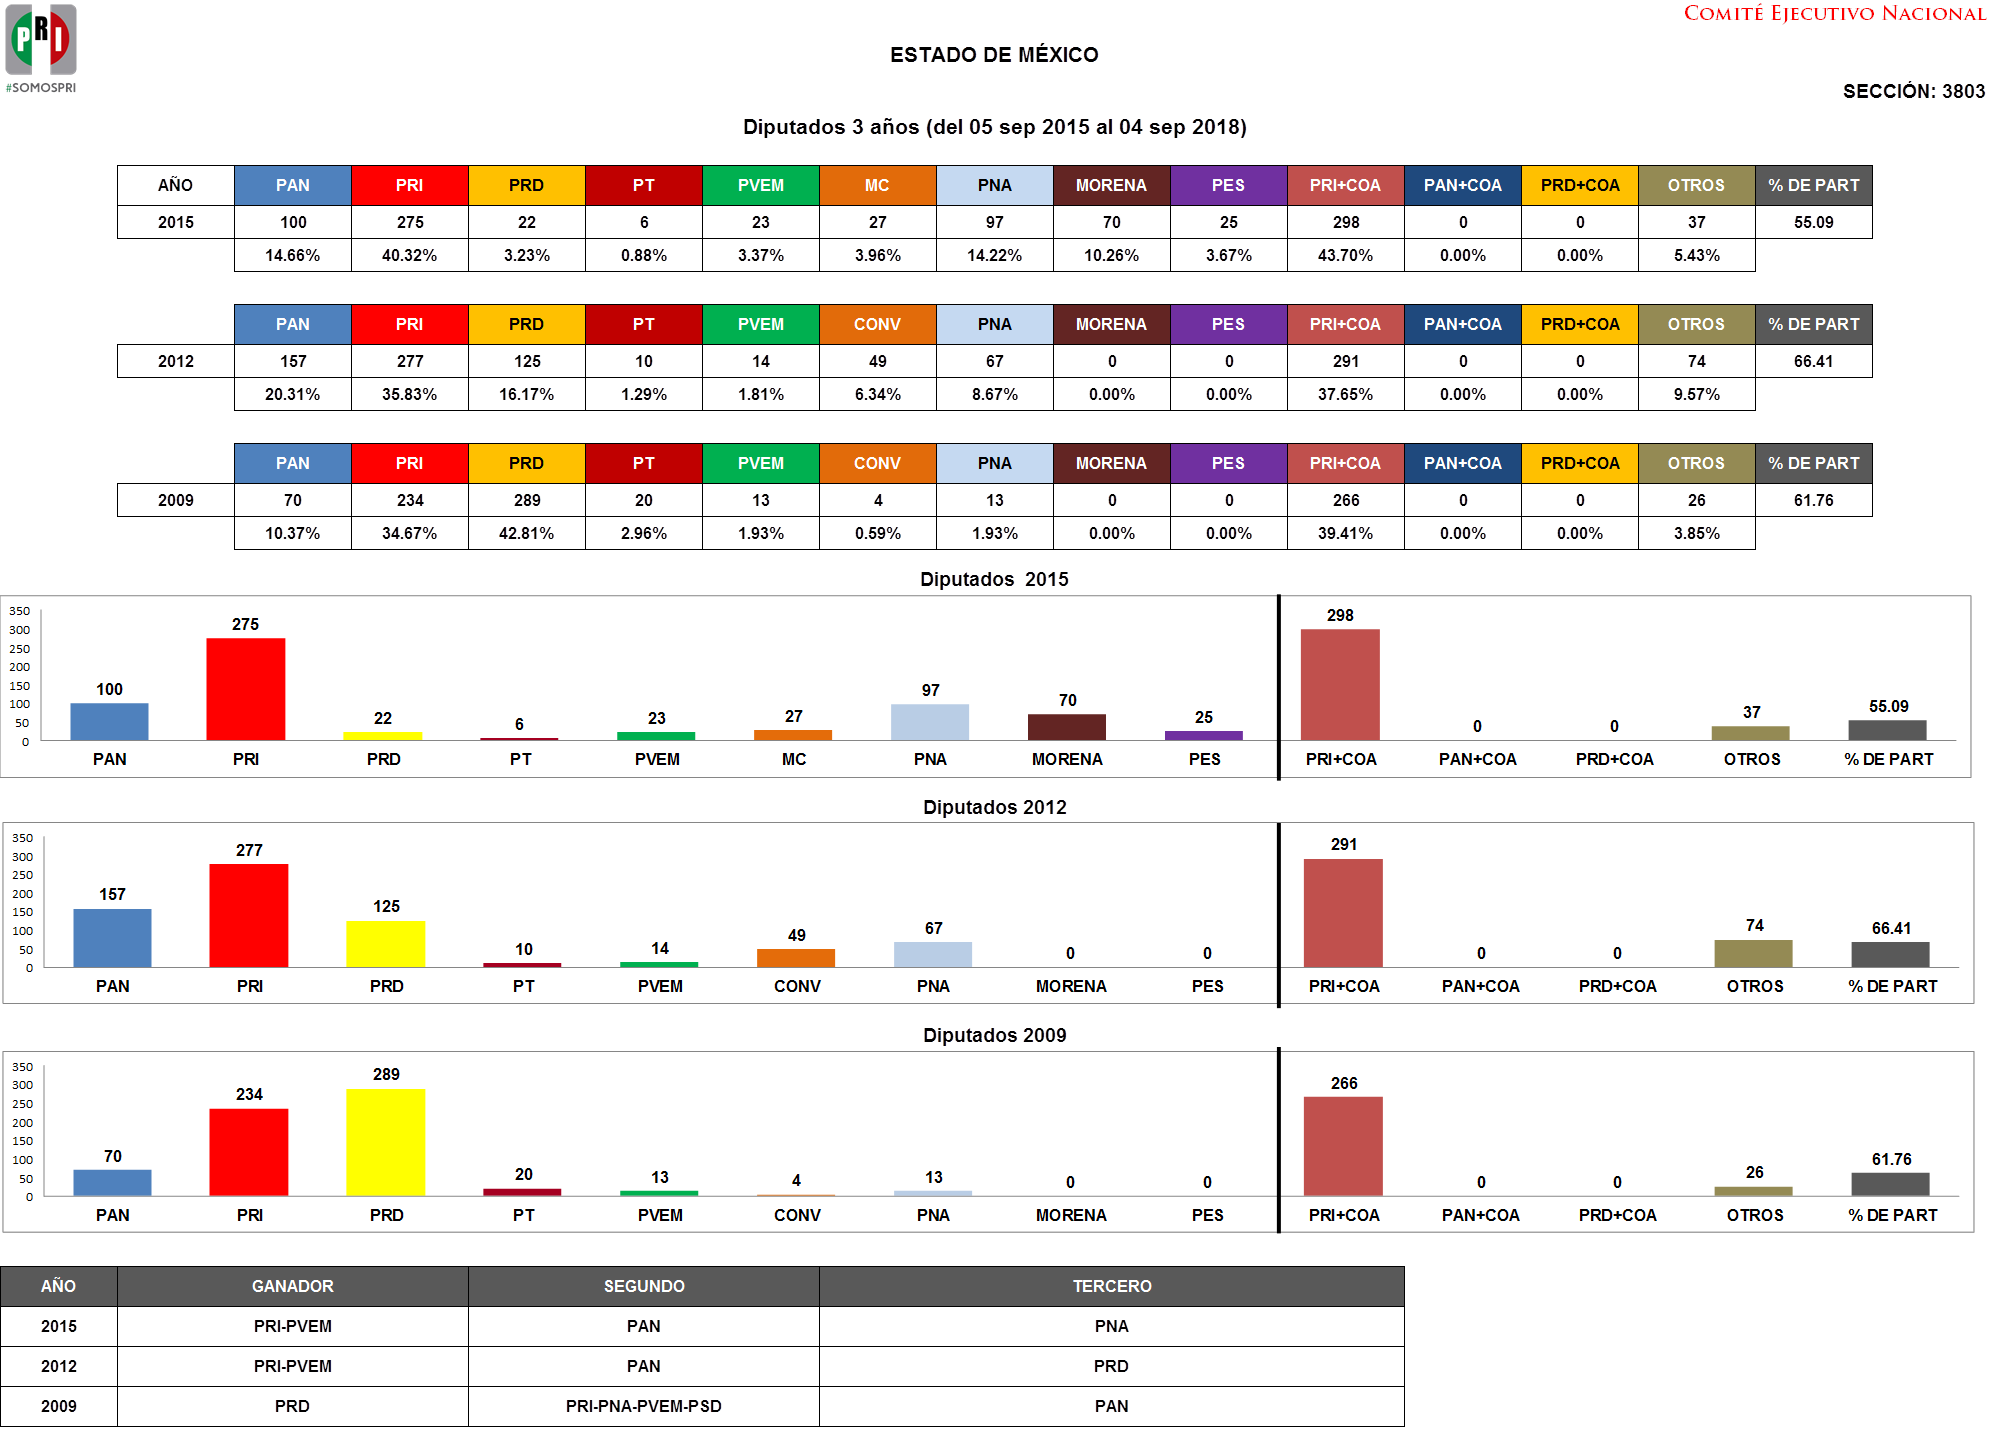 PRI
#SOMOSPRI
COMITÉ EJECUTIVO NACIONAL
ESTADO DE MÉXICO
SECCIÓN: 3803
Diputados 3 años (del 05 sep 2015 al 04 sep 2018)
AÑO PAN PRI PRD PT PVEM MC PNA MORENA PES PRI+COA PAN+COA PRD+COA OTROS % DE PART
2015 100 275 22 6 23 27 97 70 25 298 0 0 37 55.09
14.66% 40.32% 3.23% 0.88% 3.37% 3.96% 14.22% 10.26% 3.67% 43.70% 0.00% 0.00% 5.43%
PAN PRI PRD PT PVEM CONV PNA MORENA PES PRI+COA PAN+COA PRD+COA OTROS % DE PART
2012 157 277 125 10 14 49 67 0 0 291 0 0 74 66.41
20.31% 35.83% 16.17% 1.29% 1.81% 6.34% 8.67% 0.00% 0.00% 37.65% 0.00% 0.00% 9.57%
PAN PRI PRD PT PVEM CONV PNA MORENA PES PRI+COA PAN+COA PRD+COA OTROS % DE PART
2009 70 234 289 20 13 4 13 0 0 266 0 0 26 61.76
10.37% 34.67% 42.81% 2.96% 1.93% 0.59% 1.93% 0.00% 0.00% 39.41% 0.00% 0.00% 3.85%
Diputados 2015
350
300
250
200
150
100
50
0
100 275 22 6 23 27 97 70 25 298 0 0 37 55.09
PAN PRI PRD PT PVEM MC PNA MORENA PES PRI+COA PAN+COA PRD+COA OTROS % DE PART
Diputados 2012
350
300
250
200
150
100
50
0
157 277 125 10 14 49 67 0 0 291 0 0 74 66.41
PAN PRI PRD PT PVEM CONV PNA MORENA PES PRI+COA PAN+COA PRD+COA OTROS % DE PART
Diputados 2009
350
300
250
200
150
100
50
0
70 234 289 20 13 4 13 0 0 266 0 0 26 61.76
PAN PRI PRD PT PVEM CONV PNA MORENA PES PRI+COA PAN+COA PRD+COA OTROS % DE PART
AÑO GANADOR SEGUNDO TERCERO
2015 PRI-PVEM PAN PNA
2012 PRI-PVEM PAN PRD
2009 PRD PRI-PNA-PVEM-PSD PAN